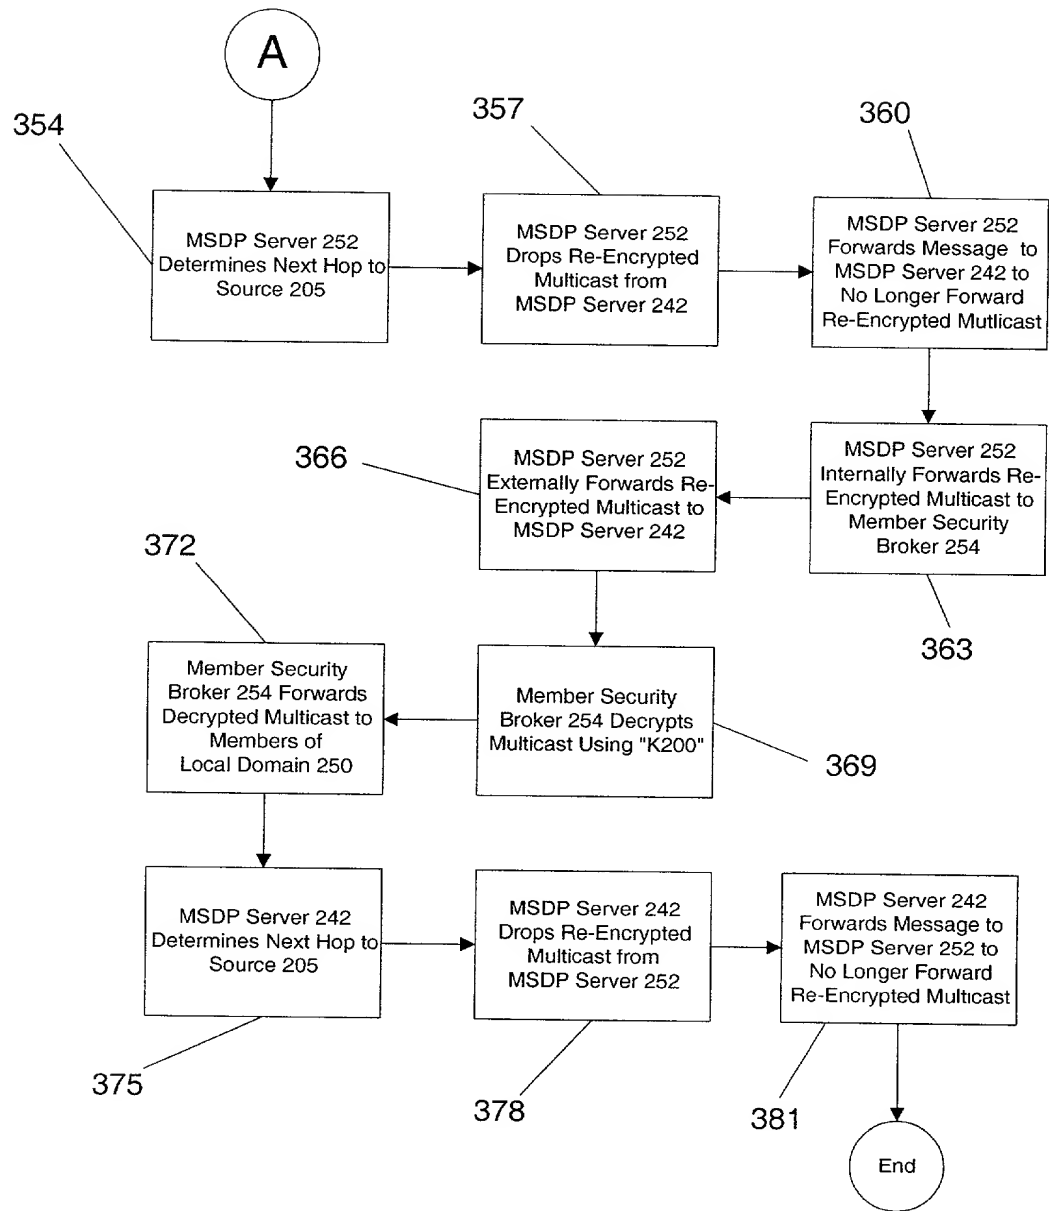 A
354
357
360
MSDP Server 252
Determines Next Hop to
Source 205
MSDP Server 252
Drops Re-Encrypted
Multicast from
MSDP Server 242
MSDP Server 252
Forwards Message to
MSDP Server 242 to
No Longer Forward
Re-Encrypted Mutlicast
366
MSDP Server 252
Externally Forwards Re-
Encrypted Multicast to
MSDP Server 242
MSDP Server 252
Internally Forwards Re-
Encrypted Multicast to
Member Security
Broker 254
363
372
Member Security
Broker 254 Forwards
Decrypted Multicast to
Members of
Local Domain 250
Member Security
Broker 254 Decrypts
Multicast Using "K200"
369
MSDP Server 242
Determines Next Hop to
Source 205
MSDP Server 242
Drops Re-Encrypted
Multicast from
MSDP Server 252
MSDP Server 242
Forwards Message to
MSDP Server 252 to
No Longer Forward
Re-Encrypted Multicast
375
378
381
End